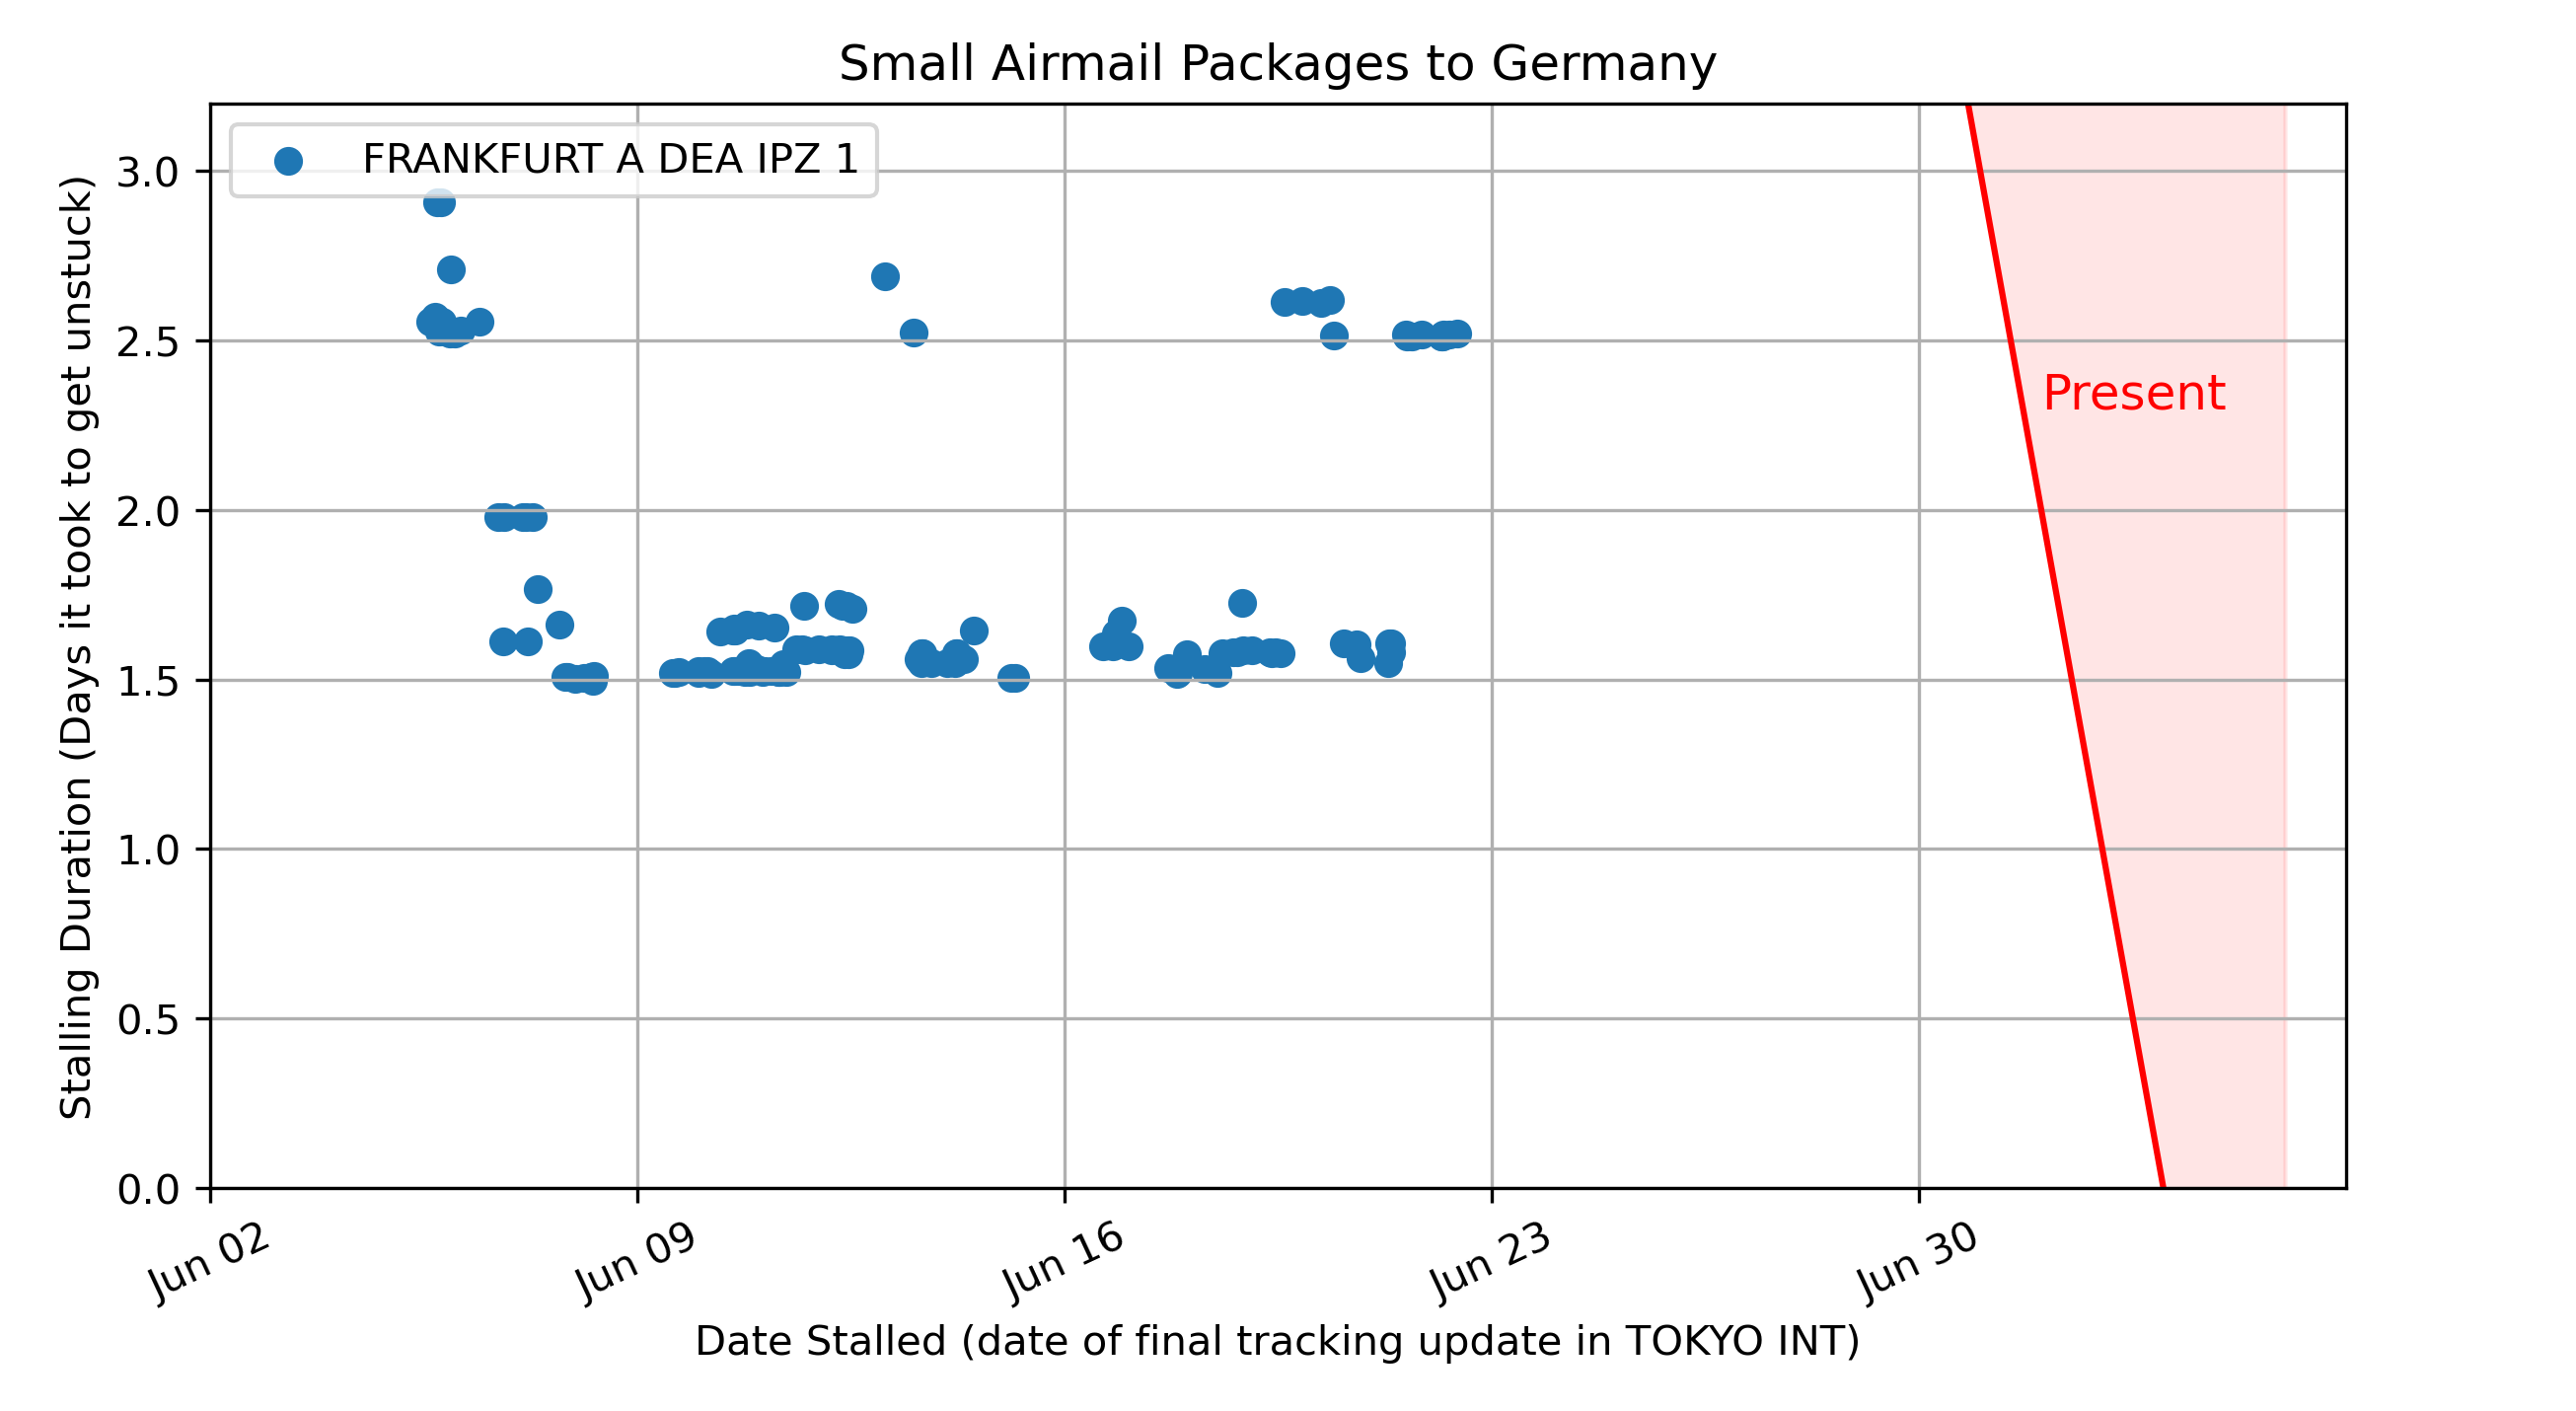 Small Airmail Packages to Germany
FRANKFURT A DEA IPZ 1
Stalling Duration (Days it took to get unstuck)
3.0
2.5
2.0
1.5
1.0
0.5
0.0
Present
Jun 02
Jun 09
Jun 16
Jun 23
Jun 30
Date Stalled (date of final tracking update in TOKYO INT)